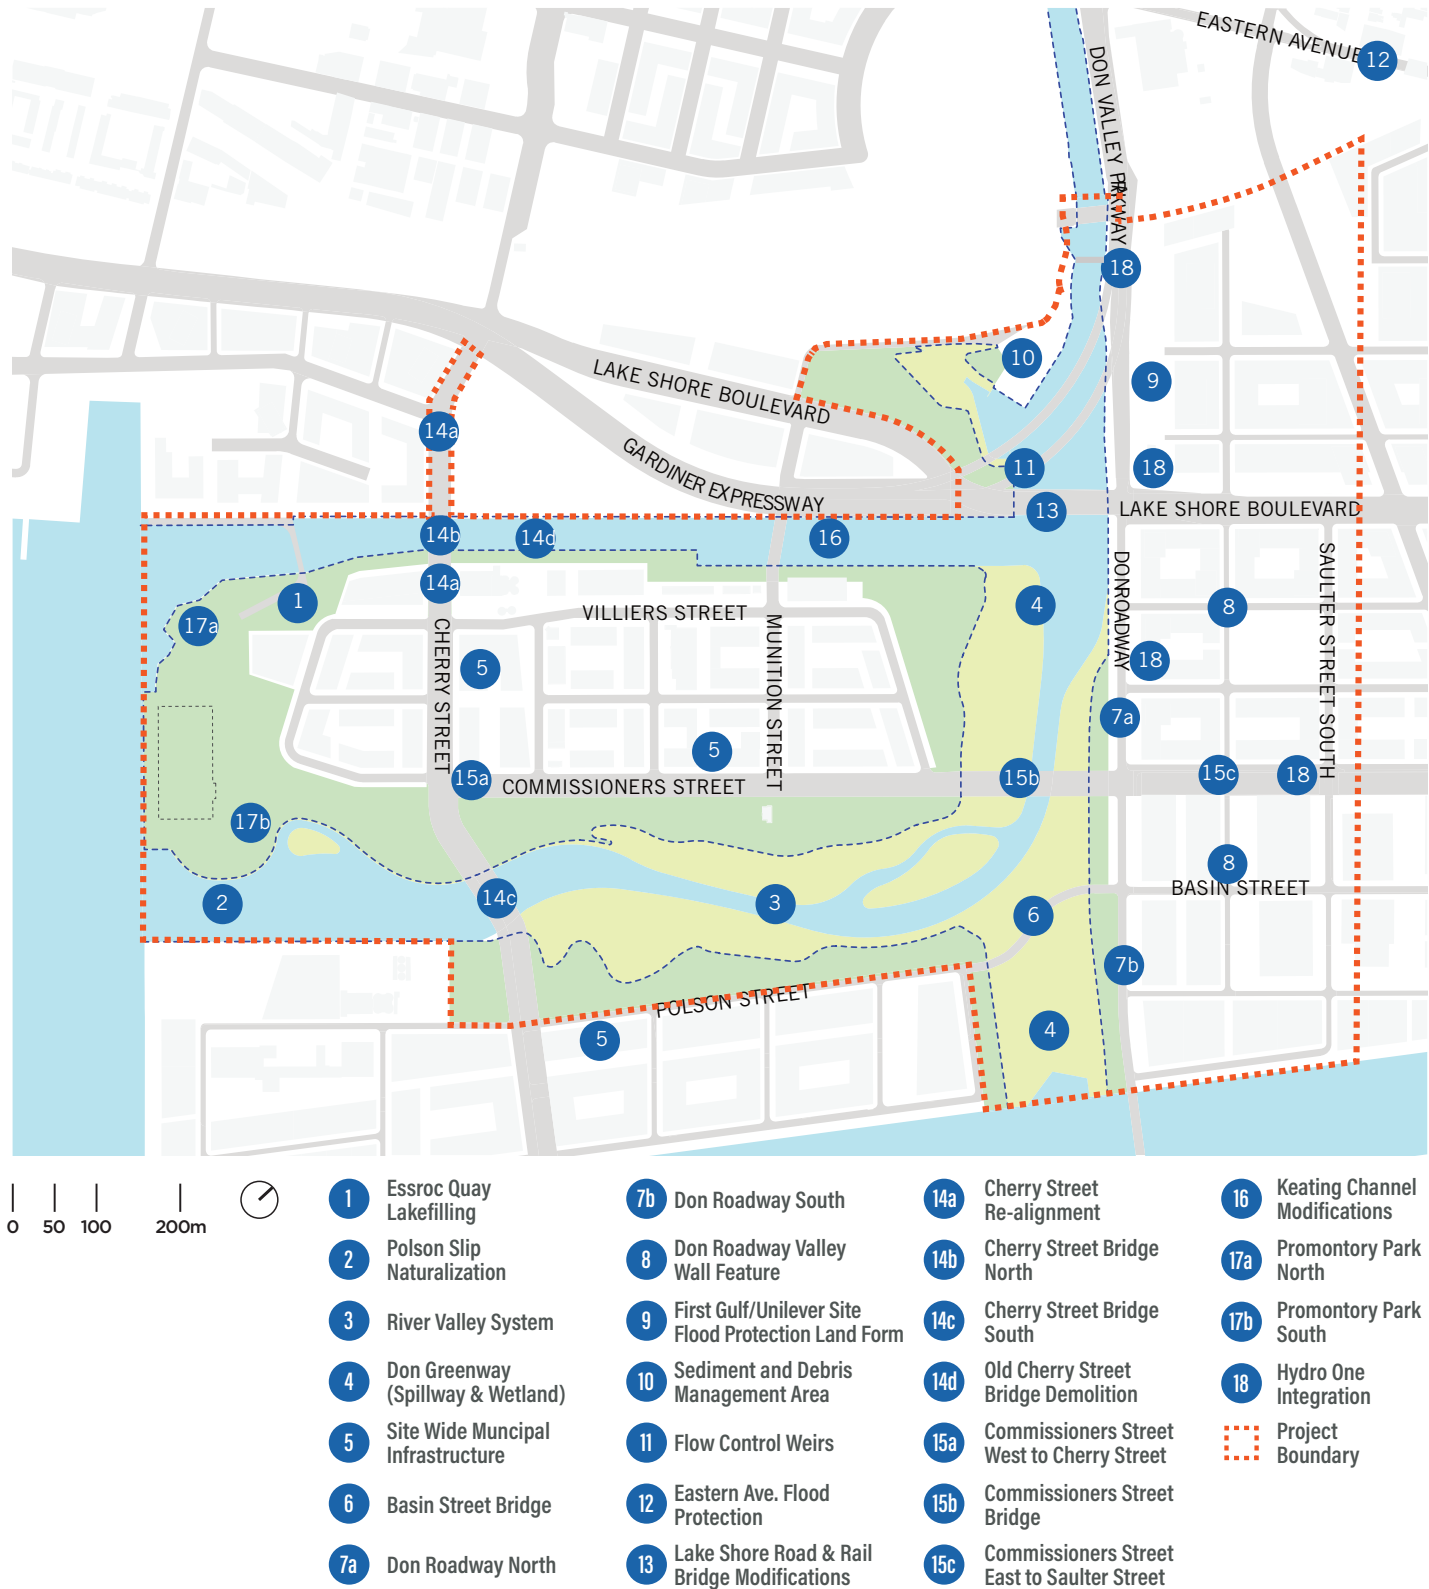 EASTERN AVENUE
12
DON VALLEY PARKWAY
18
10
LAKE SHORE BOULEVARD
9
14a
GARDINER EXPRESSWAY
11
18
13
LAKE SHORE BOULEVARD
14b
14d
16
14a
1
17a
VILLIERS STREET
4
8
DON ROADWAY
SAULTER STREET SOUTH
CHERRY STREET
MUNITION STREET
5
18
7a
5
15a
COMMISSIONERS STREET
15b
15c
18
17b
8
BASIN STREET
2
14c
3
6
7b
POLSON STREET
5
4
0 50 100 200m
1
Essroc Quay
Lakefilling
2
Polson Slip
Naturalization
3
River Valley System
4
Don Greenway
(Spillway & Wetland)
5
Site Wide Muncipal
Infrastructure
6
Basin Street Bridge
7a
Don Roadway North
7b
Don Roadway South
8
Don Roadway Valley
Wall Feature
9
First Gulf/Unilever Site
Flood Protection Land Form
10
Sediment and Debris
Management Area
11
Flow Control Weirs
12
Eastern Ave. Flood
Protection
13
Lake Shore Road & Rail
Bridge Modifications
14a
Cherry Street
Re-alignment
14b
Cherry Street Bridge
North
14c
Cherry Street Bridge
South
14d
Old Cherry Street
Bridge Demolition
15a
Commissioners Street
West to Cherry Street
15b
Commissioners Street
Bridge
15c
Commissioners Street
East to Saulter Street
16
Keating Channel
Modifications
17a
Promontory Park
North
17b
Promontory Park
South
18
Hydro One
Integration
Project
Boundary